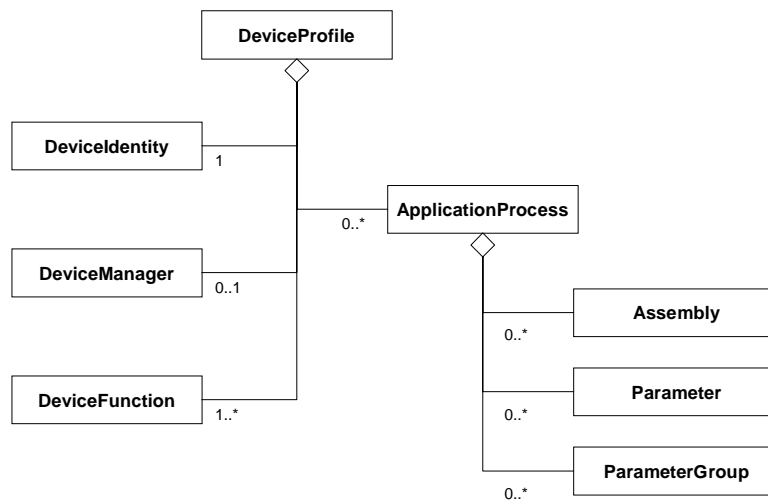 DeviceProfile
DeviceIdentity
1
ApplicationProcess
0..*
DeviceManager
0..1
Assembly
0..*
DeviceFunction
1..*
Parameter
0..*
ParameterGroup
0..*